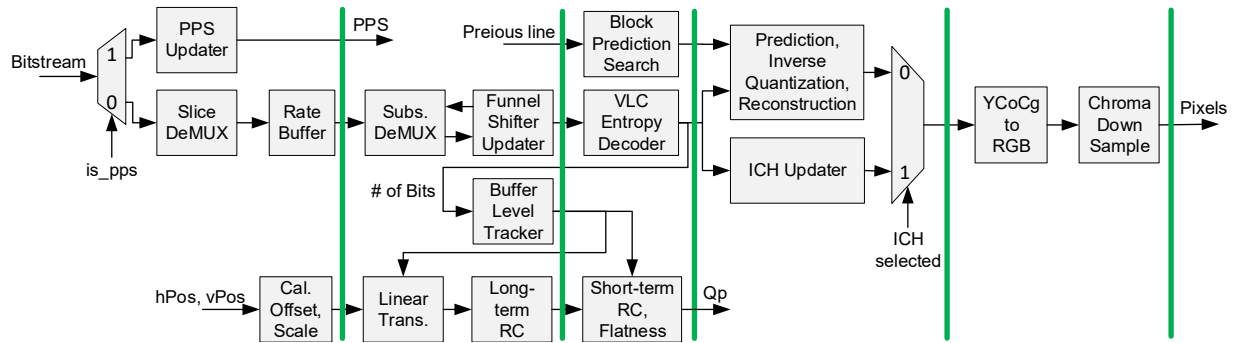 Bitstream
1
0
is_pps
PPS
Updater
PPS
Slice
DeMUX
Rate
Buffer
Subs.
DeMUX
Funnel
Shifter
Updater
Preious line
Block
Prediction
Search
VLC
Entropy
Decoder
Prediction,
Inverse
Quantization,
Reconstruction
ICH Updater
0
1
ICH
selected
YCoCg
to
RGB
Chroma
Down
Sample
Pixels
# of Bits
Buffer
Level
Tracker
hPos, vPos
Cal.
Offset,
Scale
Linear
Trans.
Long-
term
RC
Short-term
RC,
Flatness
Qp